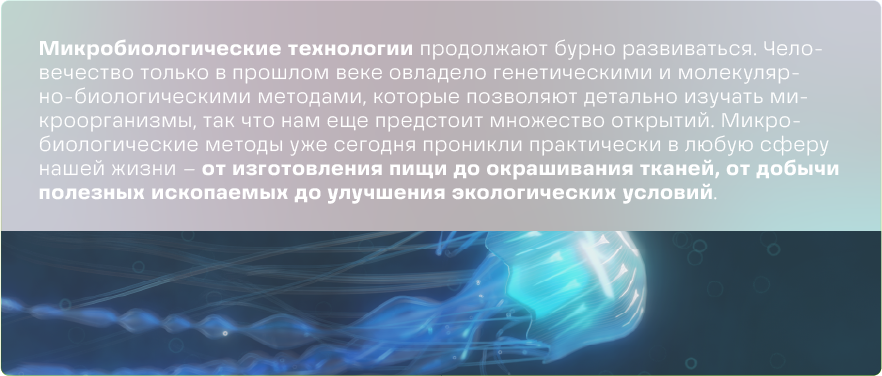 Микробиологические технологии продолжают бурно развиваться. Чело-
вечество только в прошлом веке овладело генетическими и молекуляр-
но-биологическими методами, которые позволяют детально изучать ми-
кроорганизмы, так что нам еще предстоит множество открытий. Микро-
биологические методы уже сегодня проникли практически в любую сферу
нашей жизни – от изготовления пищи до окрашивания тканей, от добычи
полезных ископаемых до улучшения экологических условий.